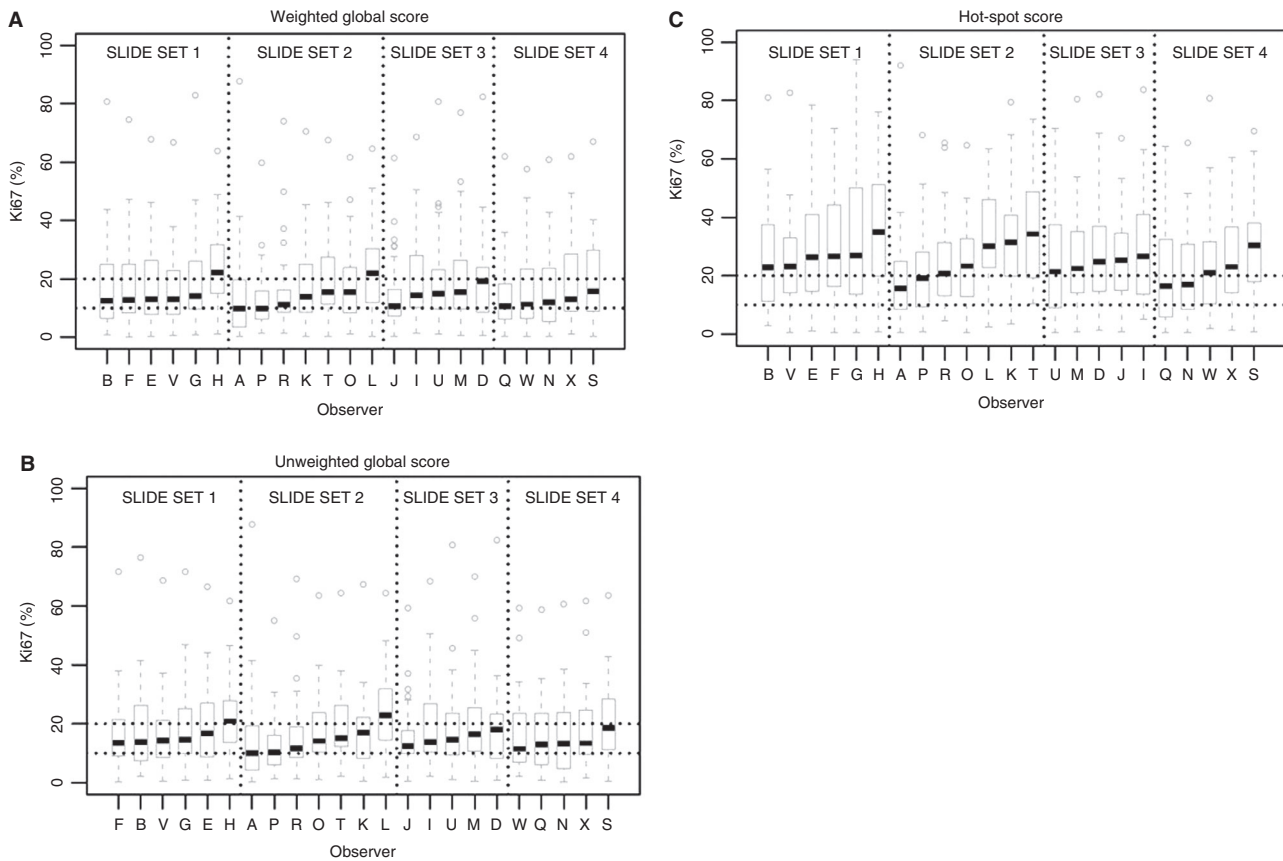 A
Weighted global score
SLIDE SET 1 SLIDE SET 2 SLIDE SET 3 SLIDE SET 4
100
80
60
40
20
0
Ki67 (%)
B F E V G H A P R K T O L J I U M D Q W N X S
Observer
B
Unweighted global score
SLIDE SET 1 SLIDE SET 2 SLIDE SET 3 SLIDE SET 4
100
80
60
40
20
0
Ki67 (%)
F B V G E H A P R O T K L J I U M D W Q N X S
Observer
C
Hot-spot score
SLIDE SET 1 SLIDE SET 2 SLIDE SET 3 SLIDE SET 4
100
80
60
40
20
0
Ki67 (%)
B V E F G H A P R O L K T U M D J I Q N W X S
Observer